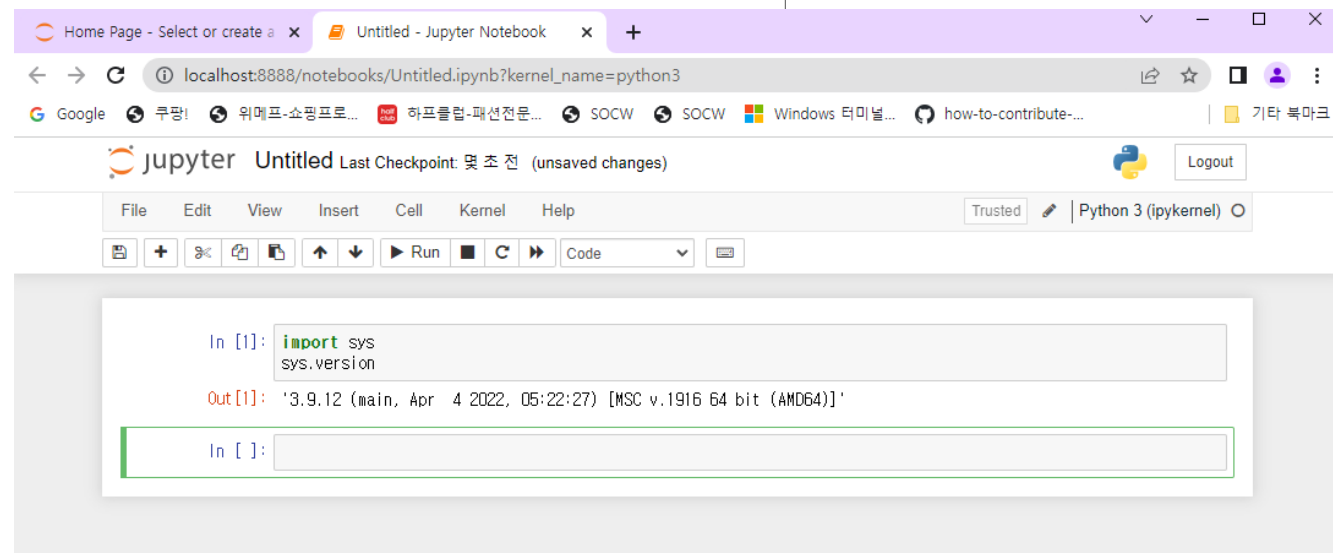 Home Page - Select or create a
Untitled - Jupyter Notebook
localhost:8888/notebooks/Untitled.ipynb?kernel_name=python3
Google 쿠팡! 위메프-쇼핑프로... half club 하프클럽-패션전문... SOCW SOCW Windows 터미널... how-to-contribute-... 기타 북마크
jupyter Untitled Last Checkpoint: 몇 초 전 (unsaved changes) Logout
File Edit View Insert Cell Kernel Help Trusted Python 3 (ipykernel)
Run Code
In [1]: import sys
sys.version
Out[1]: '3.9.12 (main, Apr  4 2022, 05:22:27) [MSC v.1916 64 bit (AMD64)]'
In [ ]: